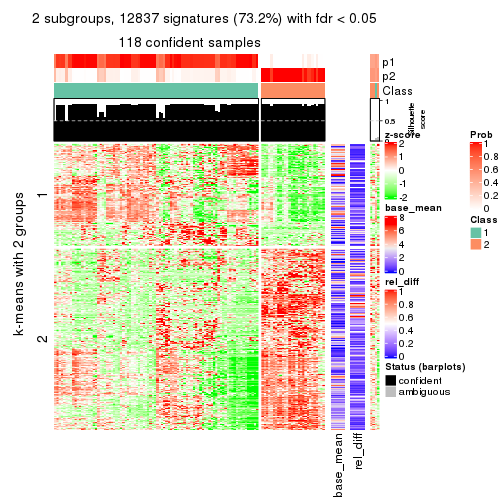 2 subgroups, 12837 signatures (73.2%) with fdr < 0.05
118 confident samples
p1
p2
Class
1
0.5
0
Silhouette
score
k-means with 2 groups
1
2
base_mean
rel_diff
z-score
2
1
0
-1
-2
base_mean
8
6
4
2
0
rel_diff
1
0.8
0.6
0.4
0.2
0
Status (barplots)
confident
ambiguous
Prob
1
0.8
0.6
0.4
0.2
0
Class
1
2